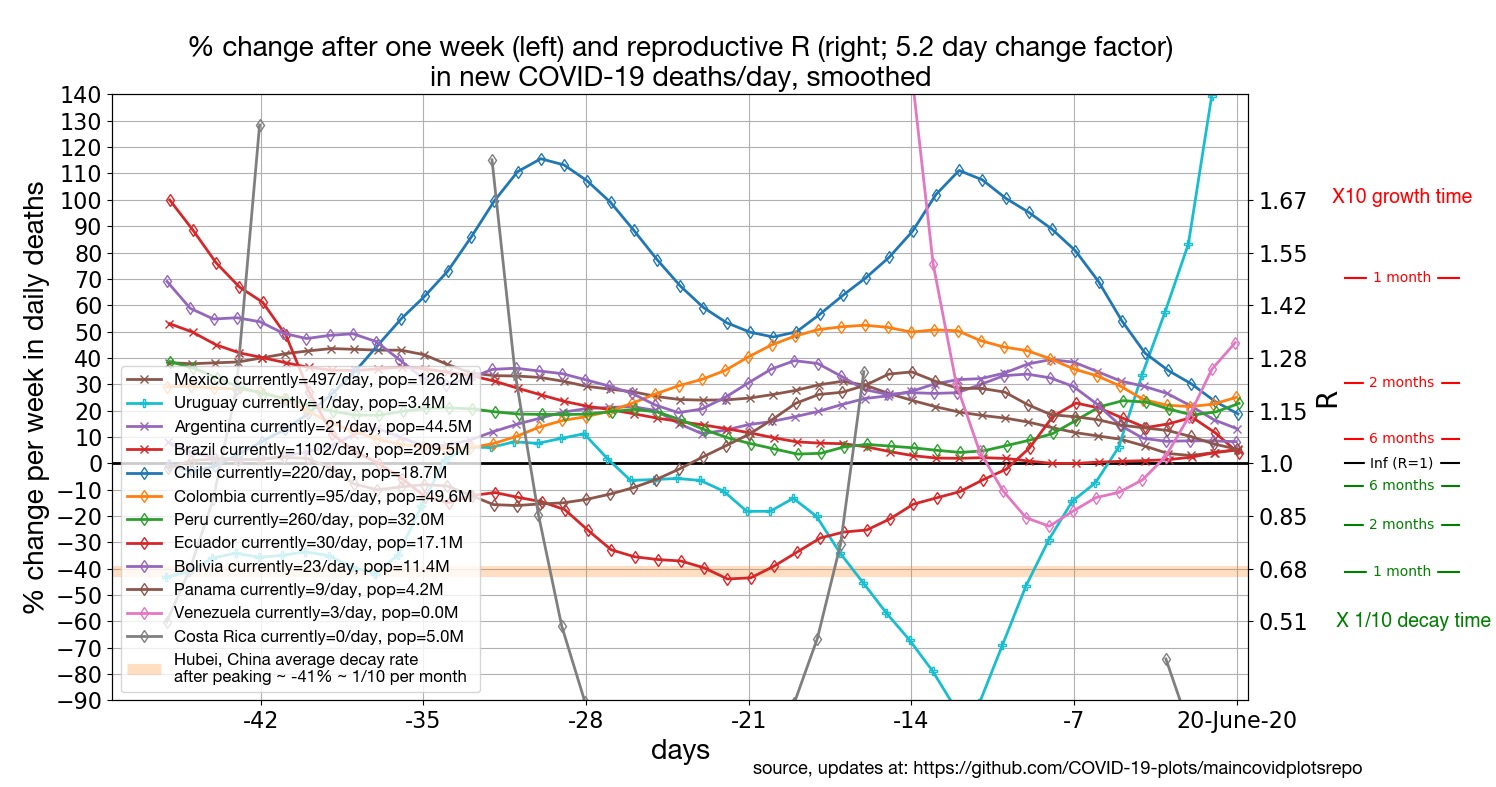 % change after one week (left) and reproductive R (right; 5.2 day change factor)
in new COVID-19 deaths/day, smoothed
% change per week in daily deaths
140
130
120
110
100
90
80
70
60
50
40
30
20
10
0
−10
−20
−30
−40
−50
−60
−70
−80
−90
Mexico currently=497/day, pop=126.2M
Uruguay currently=1/day, pop=3.4M
Argentina currently=21/day, pop=44.5M
Brazil currently=1102/day, pop=209.5M
Chile currently=220/day, pop=18.7M
Colombia currently=95/day, pop=49.6M
Peru currently=260/day, pop=32.0M
Ecuador currently=30/day, pop=17.1M
Bolivia currently=23/day, pop=11.4M
Panama currently=9/day, pop=4.2M
Venezuela currently=3/day, pop=0.0M
Costa Rica currently=0/day, pop=5.0M
Hubei, China average decay rate
after peaking ~ -41% ~ 1/10 per month
-42
-35
-28
-21
-14
-7
20-June-20
days
1.67
1.55
1.42
1.28
1.15
1.0
0.85
0.68
0.51
R
X10 growth time
1 month
2 months
6 months
Inf (R=1)
6 months
2 months
1 month
X 1/10 decay time
source, updates at: https://github.com/COVID-19-plots/maincovidplotsrepo